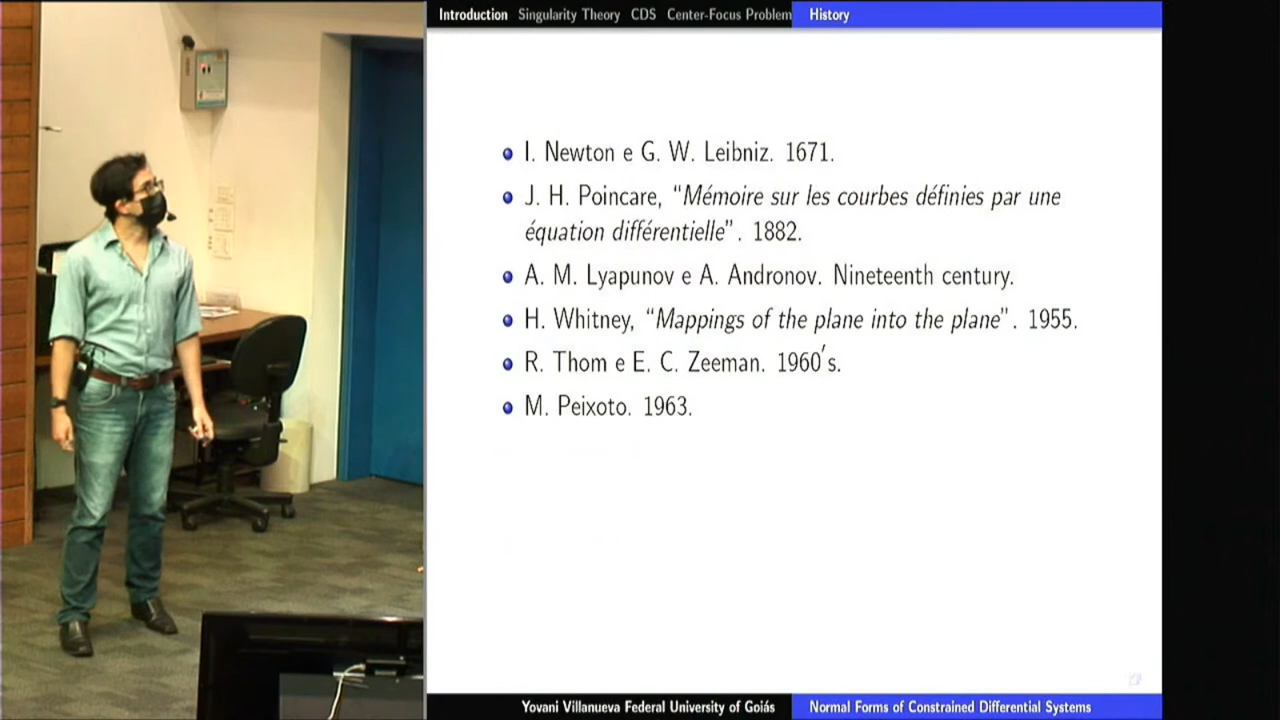 Introduction Singularity Theory CDS Center-Focus Problem History
I. Newton e G. W. Leibniz. 1671.
J. H. Poincare, “Mémoire sur les courbes définies par une
équation différentielle”. 1882.
A. M. Lyapunov e A. Andronov. Nineteenth century.
H. Whitney, “Mappings of the plane into the plane”. 1955.
R. Thom e E. C. Zeeman. 1960′s.
M. Peixoto. 1963.
Yovani Villanueva Federal University of Goiás Normal Forms of Constrained Differential Systems